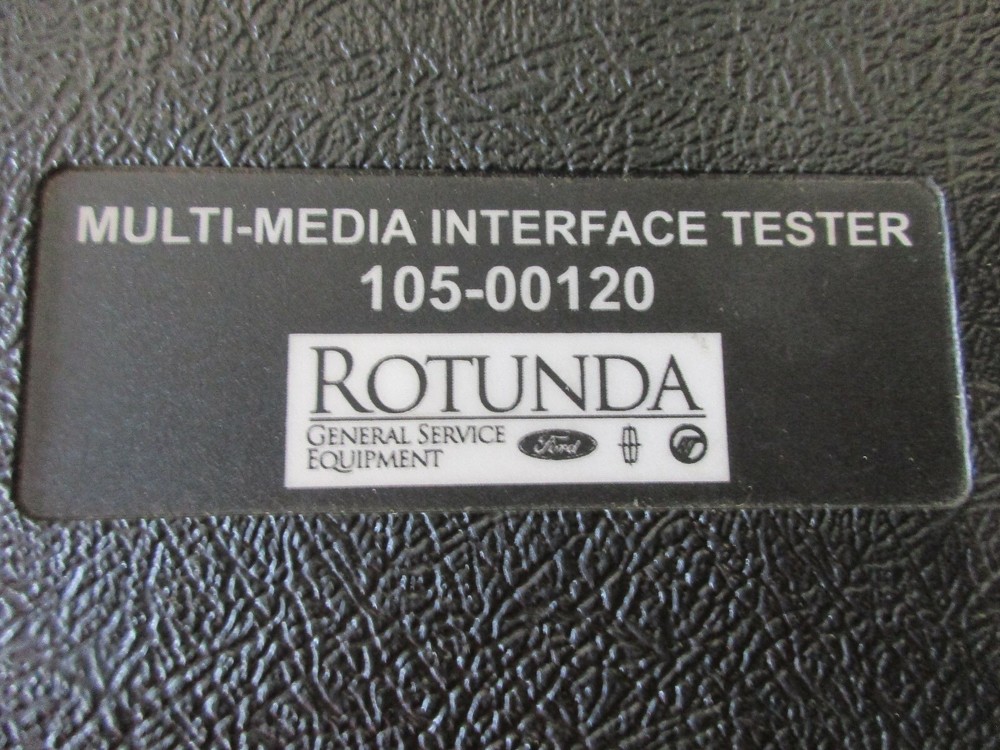 MULTI-MEDIA INTERFACE TESTER
105-00120
ROTUNDA
GENERAL SERVICE
EQUIPMENT
Ford